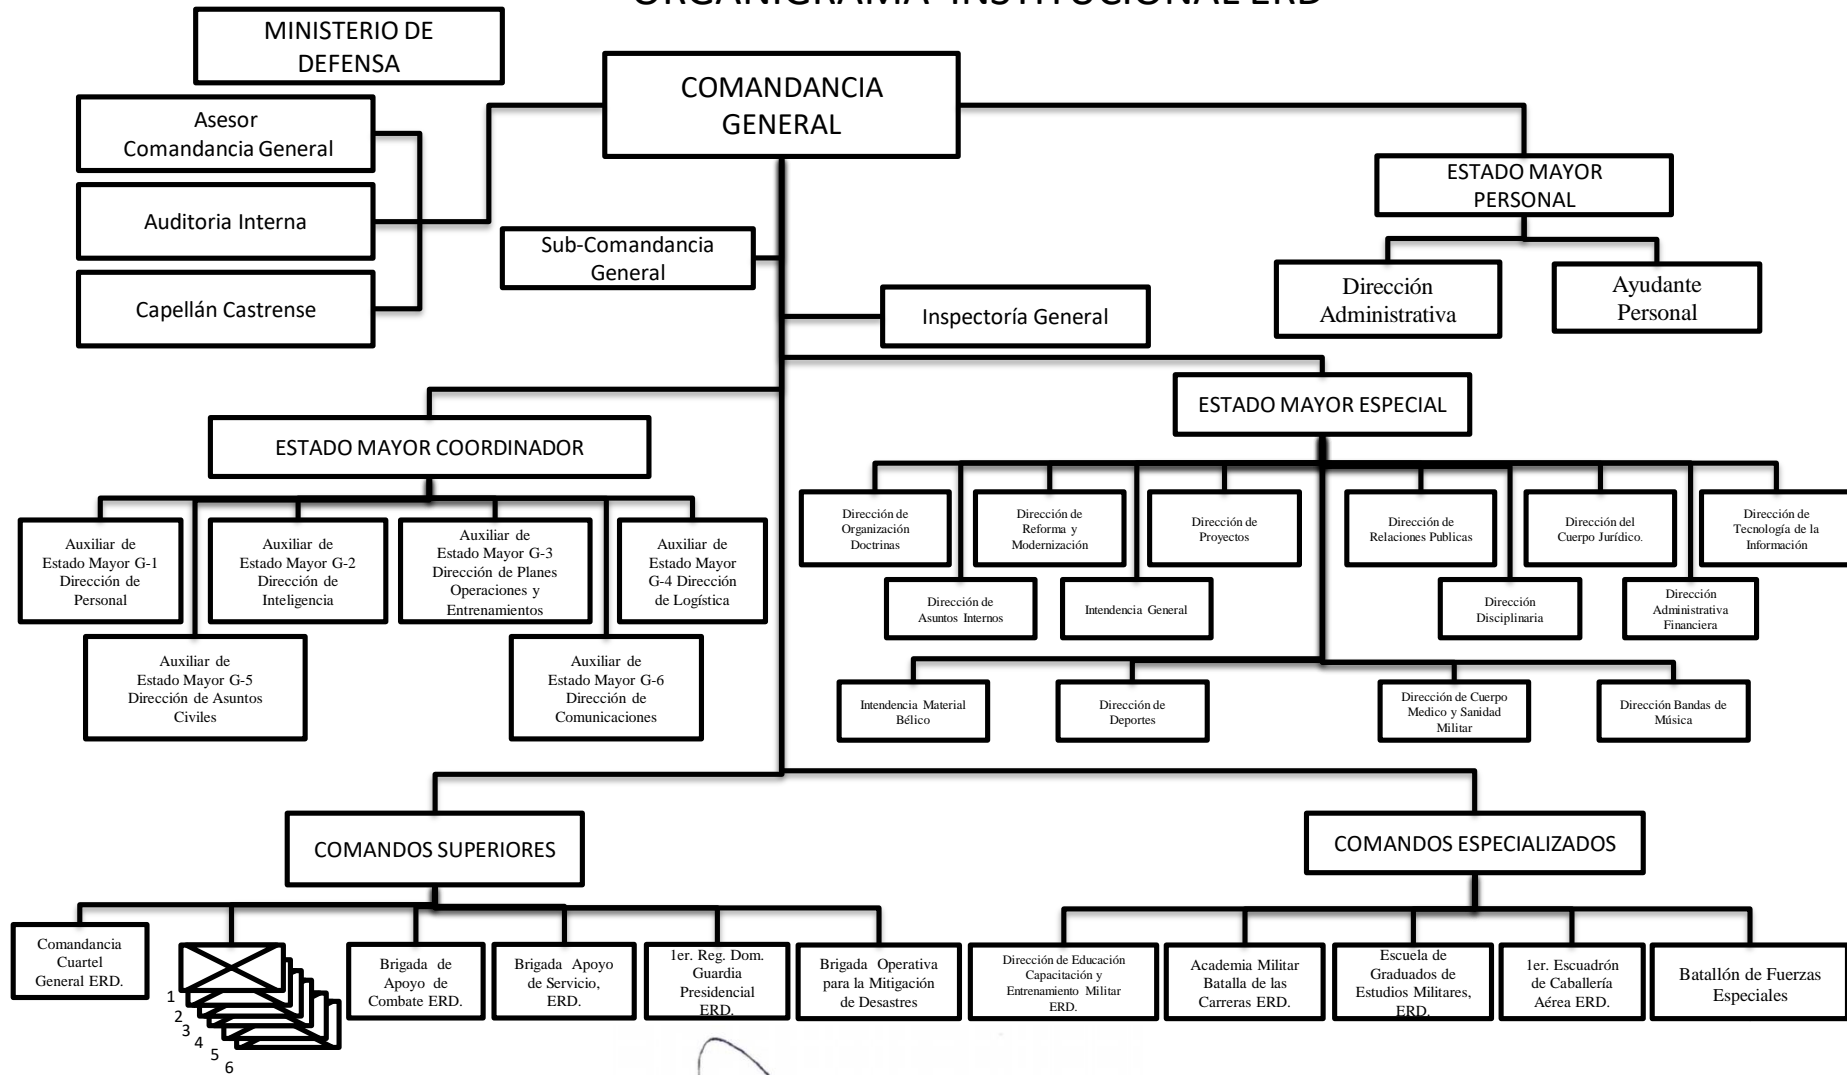 ORGANIGRAMA INSTITUCIONAL ERD
MINISTERIO DE
DEFENSA
COMANDANCIA
GENERAL
Asesor
Comandancia General
Auditoria Interna
Capellán Castrense
ESTADO MAYOR
PERSONAL
Sub-Comandancia
General
Inspectoría General
Dirección
Administrativa
Ayudante
Personal
ESTADO MAYOR ESPECIAL
ESTADO MAYOR COORDINADOR
Auxiliar de
Estado Mayor G-1
Dirección de
Personal
Auxiliar de
Estado Mayor G-2
Dirección de
Inteligencia
Auxiliar de
Estado Mayor G-3
Dirección de Planes
Operaciones y
Entrenamientos
Auxiliar de
Estado Mayor
G-4 Dirección
de Logística
Auxiliar de
Estado Mayor G-5
Dirección de Asuntos
Civiles
Auxiliar de
Estado Mayor G-6
Dirección de
Comunicaciones
Dirección de
Organización
Doctrinas
Dirección de
Reforma y
Modernización
Dirección de
Proyectos
Dirección de
Relaciones Publicas
Dirección del
Cuerpo Jurídico.
Dirección de
Tecnología de la
Información
Dirección de
Asuntos Internos
Intendencia General
Dirección
Disciplinaria
Dirección
Administrativa
Financiera
Intendencia Material
Bélico
Dirección de
Deportes
Dirección de Cuerpo
Medico y Sanidad
Militar
Dirección Bandas de
Música
COMANDOS SUPERIORES
COMANDOS ESPECIALIZADOS
Comandancia
Cuartel
General ERD.
1
2
3
4
5
6
Brigada de
Apoyo de
Combate ERD.
Brigada Apoyo
de Servicio,
ERD.
1er. Reg. Dom.
Guardia
Presidencial
ERD.
Brigada Operativa
para la Mitigación
de Desastres
Dirección de Educación
Capacitación y
Entrenamiento Militar
ERD.
Academia Militar
Batalla de las
Carreras ERD.
Escuela de
Graduados de
Estudios Militares,
ERD.
1er. Escuadrón
de Caballería
Aérea ERD.
Batallón de Fuerzas
Especiales